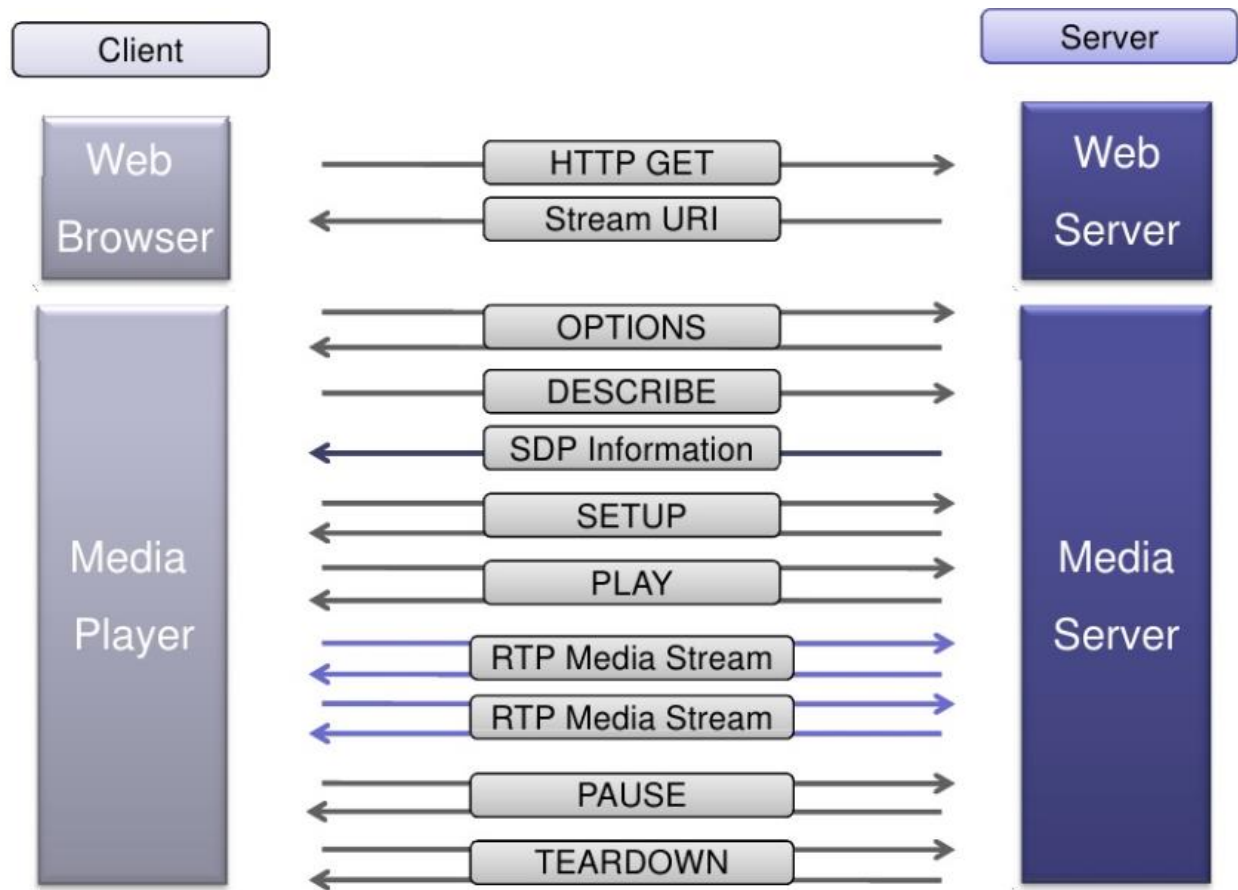 Client
Server
Web
Browser
HTTP GET
Stream URI
Web
Server
OPTIONS
DESCRIBE
SDP Information
SETUP
PLAY
RTP Media Stream
RTP Media Stream
PAUSE
TEARDOWN
Media
Player
Media
Server